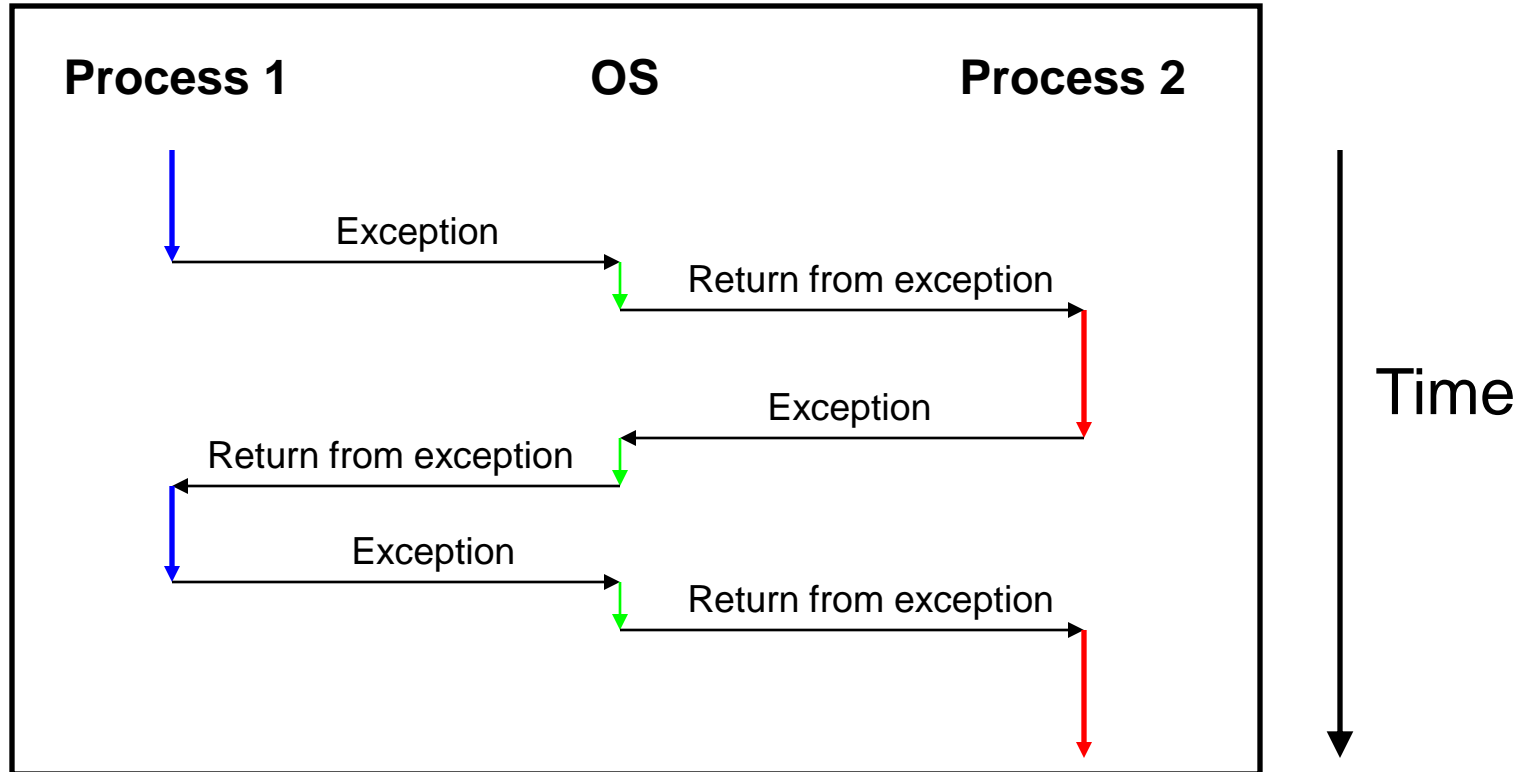 Process 1 OS Process 2
Exception
Return from exception
Exception
Time
Return from exception
Exception
Return from exception